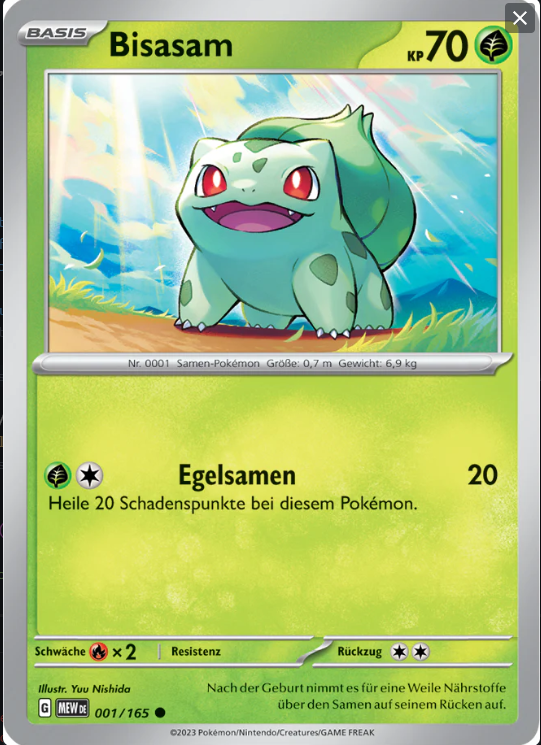 BASIS
Bisasam
KP 70
Nr. 0001 Samen-Pokémon Größe: 0,7 m Gewicht: 6,9 kg
Egelsamen 20
Heile 20 Schadenspunkte bei diesem Pokémon.
Schwäche ×2 Resistenz Rückzug
Illustr. Yuu Nishida
Nach der Geburt nimmt es für eine Weile Nährstoffe
über den Samen auf seinem Rücken auf.
G MEW DE 001/165
©2023 Pokémon/Nintendo/Creatures/GAME FREAK